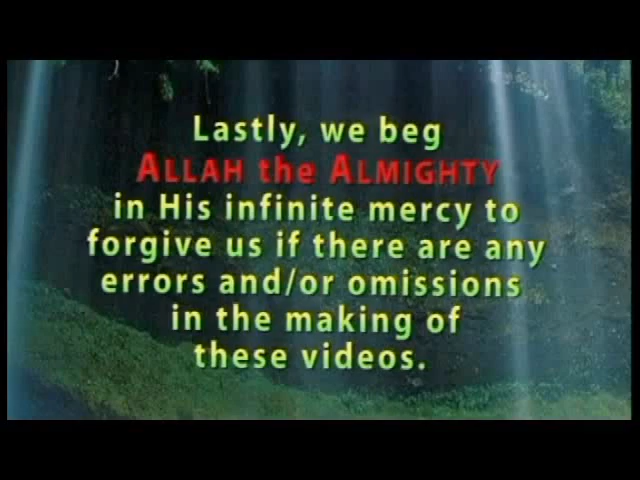 Lastly, we beg
ALLAH the ALMIGHTY
in His infinite mercy to
forgive us if there are any
errors and/or omissions
in the making of
these videos.